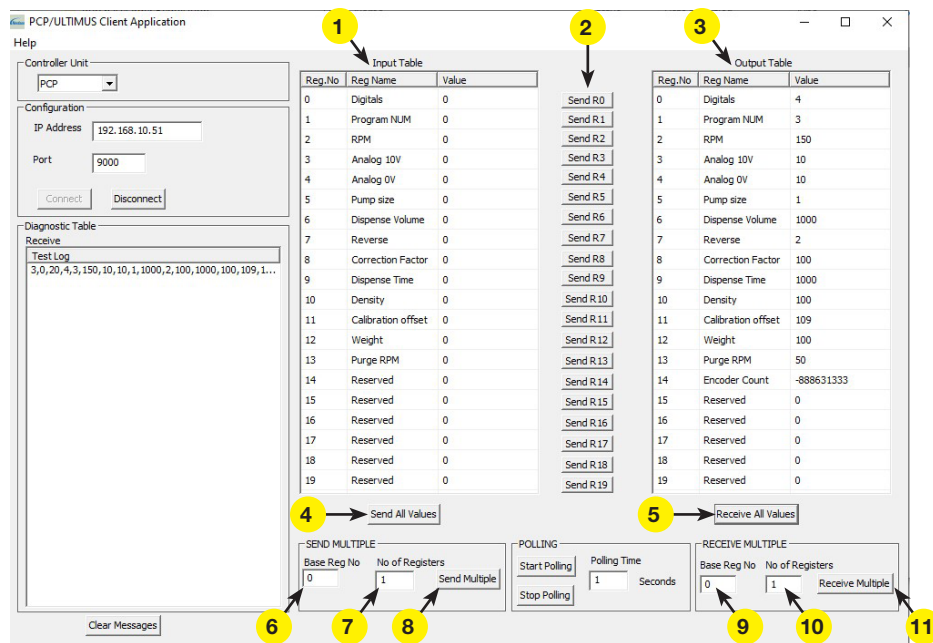 PCP/ULTIMUS Client Application
Help
1
2
3
Controller Unit
PCP
Configuration
IP Address 192.168.10.51
Port 9000
Connect Disconnect
Diagnostic Table
Receive
Test Log
3,0,20,4,3,150,10,10,1,1000,2,100,1000,100,109,1...
Clear Messages
Input Table
Reg.No Reg Name Value
0 Digitals 0
1 Program NUM 0
2 RPM 0
3 Analog 10V 0
4 Analog 0V 0
5 Pump size 0
6 Dispense Volume 0
7 Reverse 0
8 Correction Factor 0
9 Dispense Time 0
10 Density 0
11 Calibration offset 0
12 Weight 0
13 Purge RPM 0
14 Reserved 0
15 Reserved 0
16 Reserved 0
17 Reserved 0
18 Reserved 0
19 Reserved 0
Send R0
Send R1
Send R2
Send R3
Send R4
Send R5
Send R6
Send R7
Send R8
Send R9
Send R10
Send R11
Send R12
Send R13
Send R14
Send R15
Send R16
Send R17
Send R18
Send R19
Output Table
Reg.No Reg Name Value
0 Digitals 4
1 Program NUM 3
2 RPM 150
3 Analog 10V 10
4 Analog 0V 10
5 Pump size 1
6 Dispense Volume 1000
7 Reverse 2
8 Correction Factor 100
9 Dispense Time 1000
10 Density 100
11 Calibration offset 109
12 Weight 100
13 Purge RPM 50
14 Encoder Count -888631333
15 Reserved 0
16 Reserved 0
17 Reserved 0
18 Reserved 0
19 Reserved 0
4 Send All Values
5 Receive All Values
SEND MULTIPLE
Base Reg No No of Registers
0 1 Send Multiple
POLLING
Start Polling Polling Time
1 Seconds
Stop Polling
RECEIVE MULTIPLE
Base Reg No No of Registers
0 1 Receive Multiple
6
7
8
9
10
11